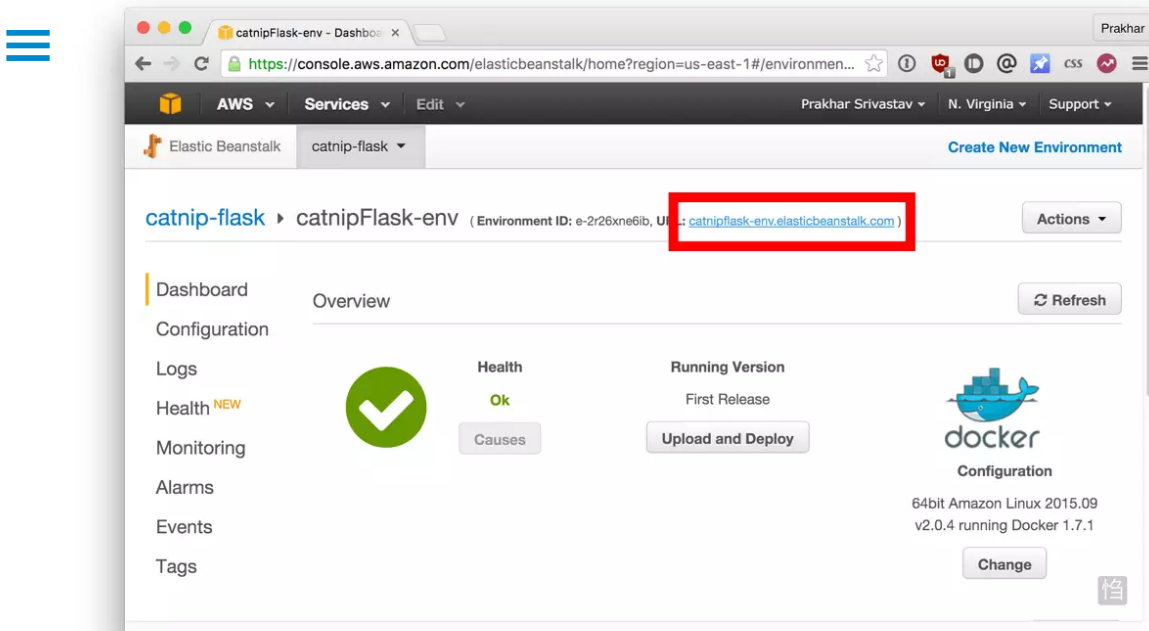 catnipFlask-env - Dashboa
Prakhar
https://console.aws.amazon.com/elasticbeanstalk/home?region=us-east-1#/environmen...
1
css
AWS Services Edit Prakhar Srivastav N. Virginia Support
Elastic Beanstalk catnip-flask Create New Environment
catnip-flask catnipFlask-env ( Environment ID: e-2r26xne6ib, URL: catnipflask-env.elasticbeanstalk.com ) Actions
Dashboard
Configuration
Logs
Health NEW
Monitoring
Alarms
Events
Tags
Overview Refresh
Health
Ok
Causes
Running Version
First Release
Upload and Deploy
docker
Configuration
64bit Amazon Linux 2015.09
v2.0.4 running Docker 1.7.1
Change